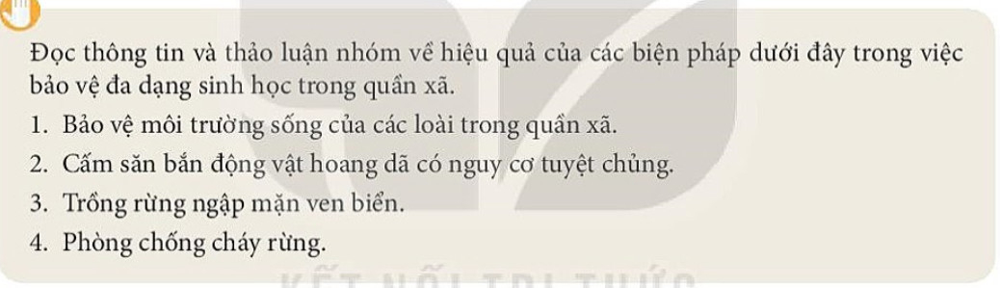 Đọc thông tin và thảo luận nhóm về hiệu quả của các biện pháp dưới đây trong việc
bảo vệ đa dạng sinh học trong quần xã.
1. Bảo vệ môi trường sống của các loài trong quần xã.
2. Cấm săn bắn động vật hoang dã có nguy cơ tuyệt chủng.
3. Trồng rừng ngập mặn ven biển.
4. Phòng chống cháy rừng.
KẾT NỐI TRI THỨC